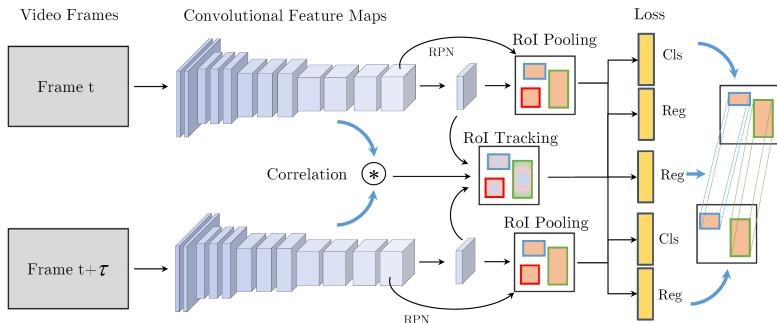 Video Frames
Convolutional Feature Maps
Loss
RPN
RoI Pooling
Cls
Frame t
Reg
RoI Tracking
Correlation
*
Reg
RoI Pooling
Cls
Frame t+τ
Reg
RPN